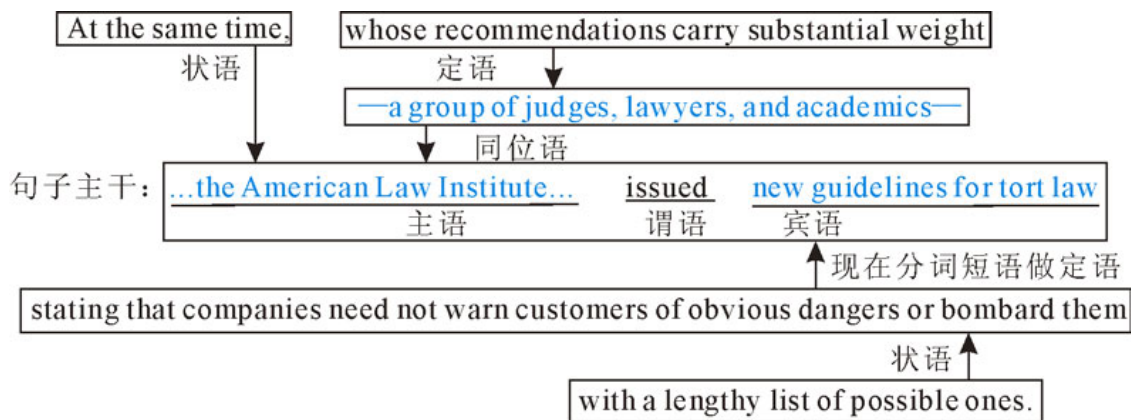 At the same time, whose recommendations carry substantial weight
状语 定语
—a group of judges, lawyers, and academics—
同位语
句子主干: ...the American Law Institute... issued new guidelines for tort law
主语 谓语 宾语
现在分词短语做定语
stating that companies need not warn customers of obvious dangers or bombard them
状语
with a lengthy list of possible ones.